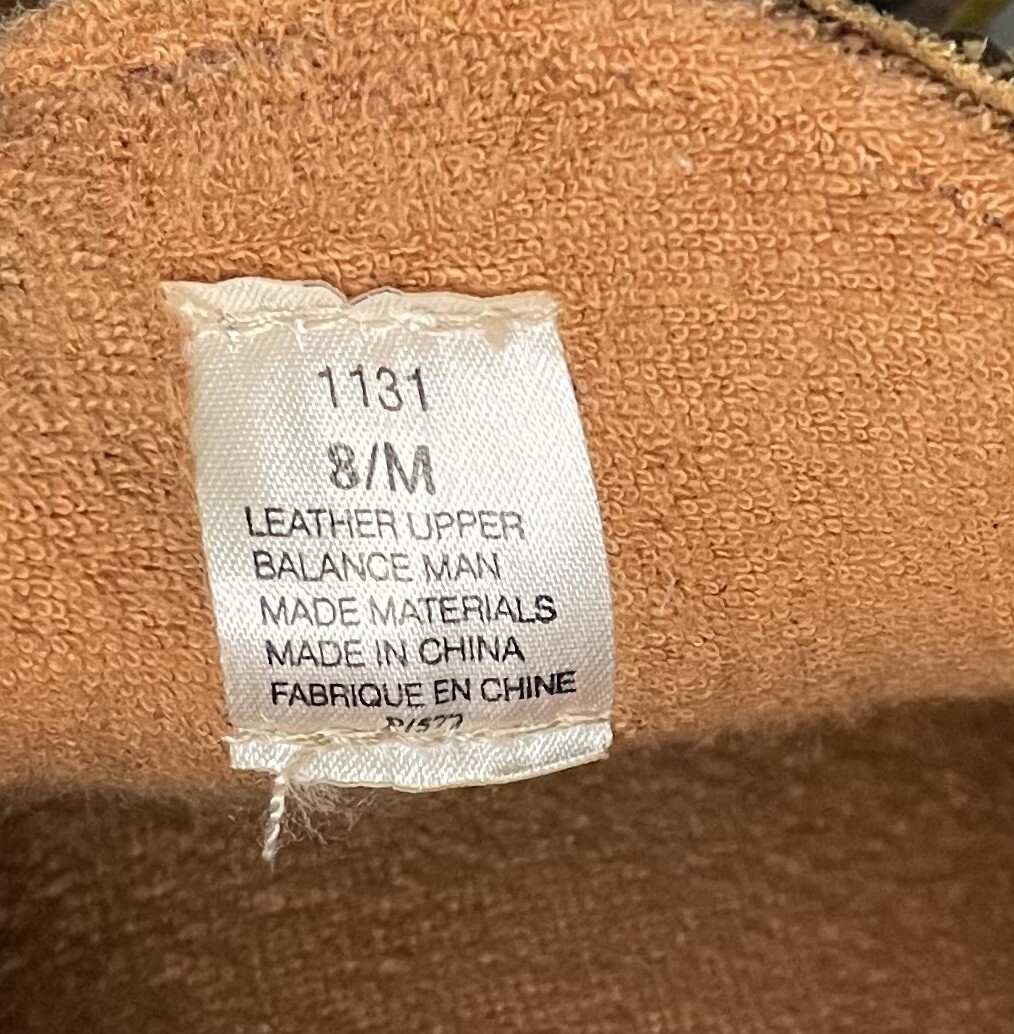 1131
8/M
LEATHER UPPER
BALANCE MAN
MADE MATERIALS
MADE IN CHINA
FABRIQUE EN CHINE